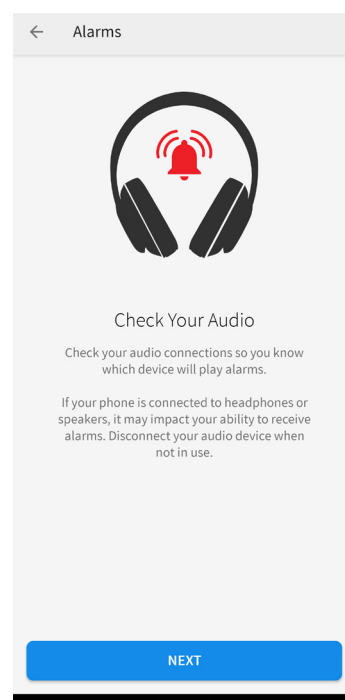 Alarms
Check Your Audio
Check your audio connections so you know
which device will play alarms.
If your phone is connected to headphones or
speakers, it may impact your ability to receive
alarms. Disconnect your audio device when
not in use.
NEXT